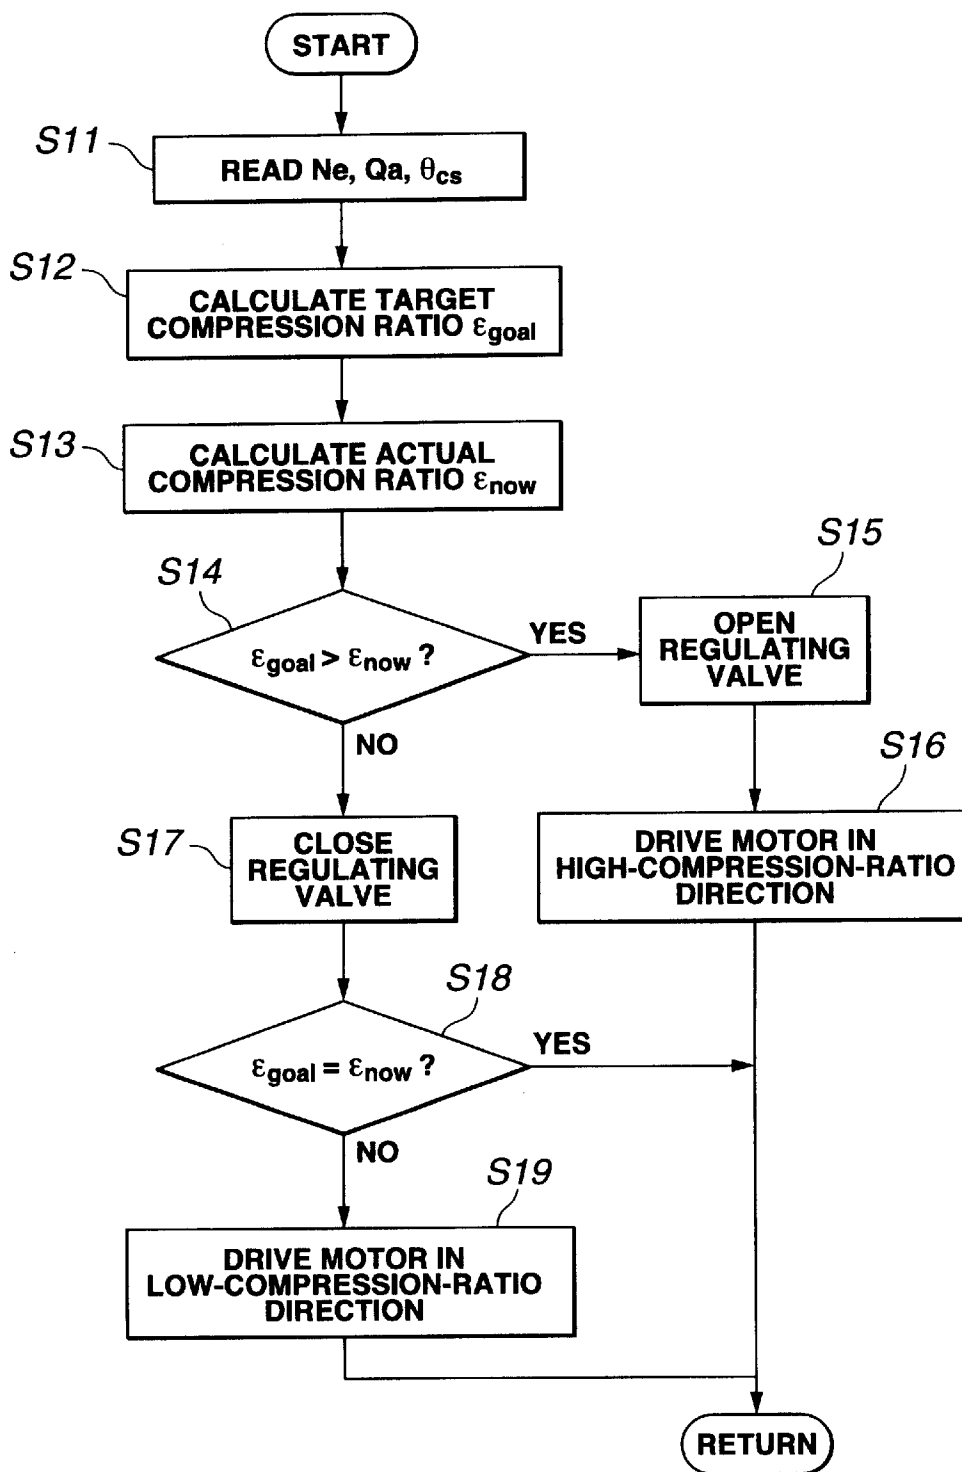 START
S11
READ Ne, Qa, θcs
S12
CALCULATE TARGET
COMPRESSION RATIO εgoal
S13
CALCULATE ACTUAL
COMPRESSION RATIO εnow
S14
εgoal > εnow ?
YES
NO
S15
OPEN
REGULATING
VALVE
S16
DRIVE MOTOR IN
HIGH-COMPRESSION-RATIO
DIRECTION
S17
CLOSE
REGULATING
VALVE
S18
εgoal = εnow ?
YES
NO
S19
DRIVE MOTOR IN
LOW-COMPRESSION-RATIO
DIRECTION
RETURN